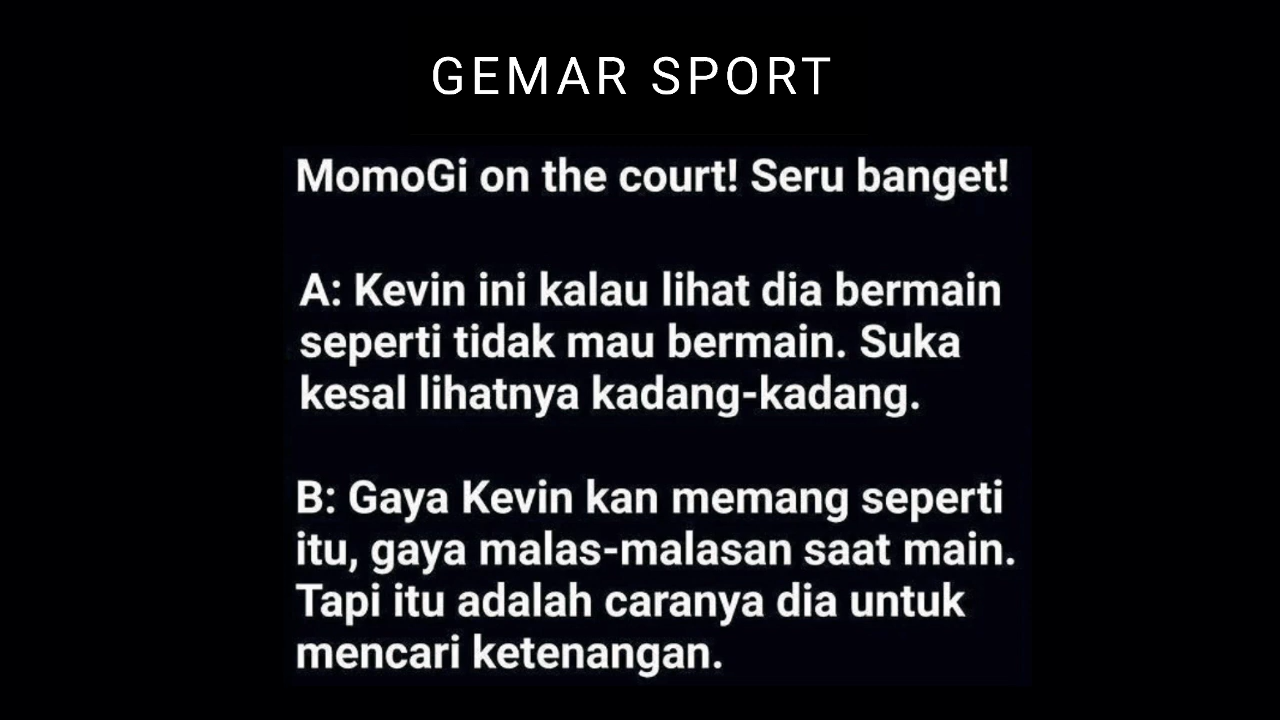 GEMAR SPORT
MomoGi on the court! Seru banget!
A: Kevin ini kalau lihat dia bermain
seperti tidak mau bermain. Suka
kesal lihatnya kadang-kadang.
B: Gaya Kevin kan memang seperti
itu, gaya malas-malasan saat main.
Tapi itu adalah caranya dia untuk
mencari ketenangan.